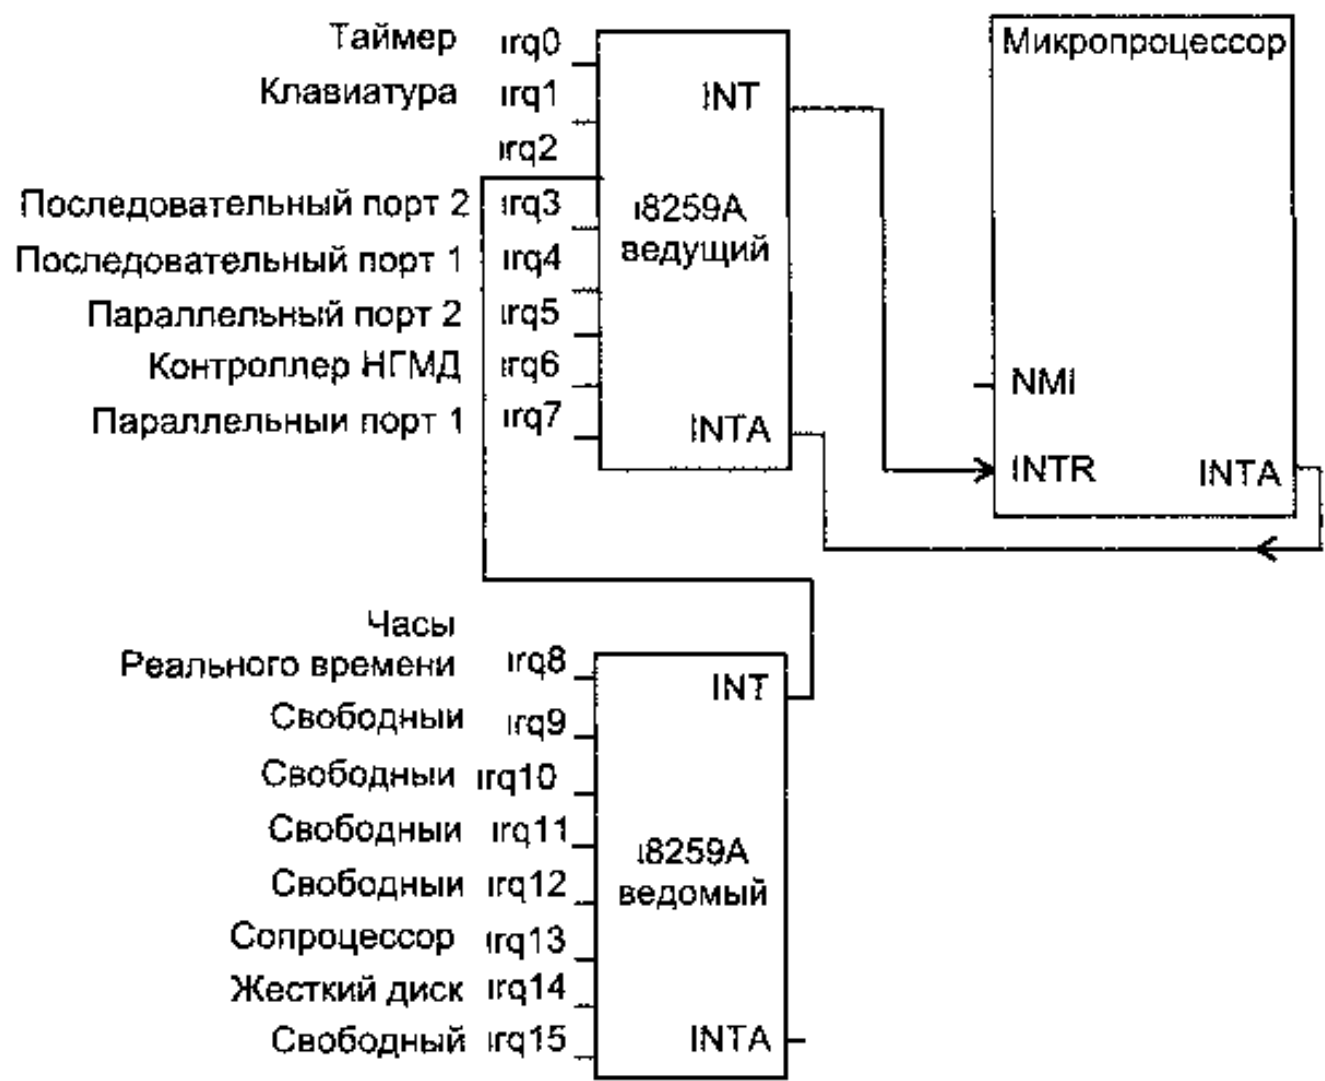 Таймер irq0
Клавиатура irq1
irq2
Последовательный порт 2 irq3
Последовательный порт 1 irq4
Параллельный порт 2 irq5
Контроллер НГМД irq6
Параллельный порт 1 irq7
INT
i8259A
ведущий
INTA
Микропроцессор
NMI
INTR INTA
Часы
Реального времени irq8
Свободный irq9
Свободный irq10
Свободный irq11
Свободный irq12
Сопроцессор irq13
Жесткий диск irq14
Свободный irq15
INT
i8259A
ведомый
INTA